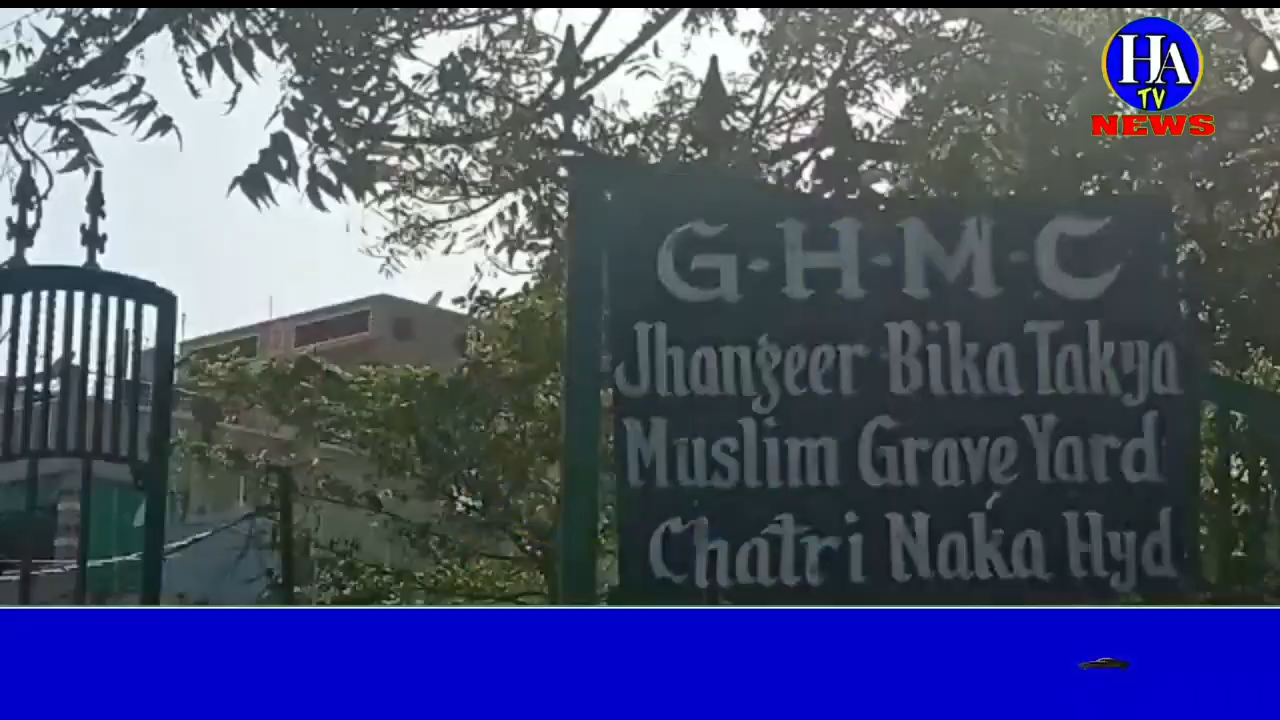 HA
TV
NEWS
G·H·M·C
Jhangeer Bika Takya
Muslim Grave Yard
Chatri Naka Hyd